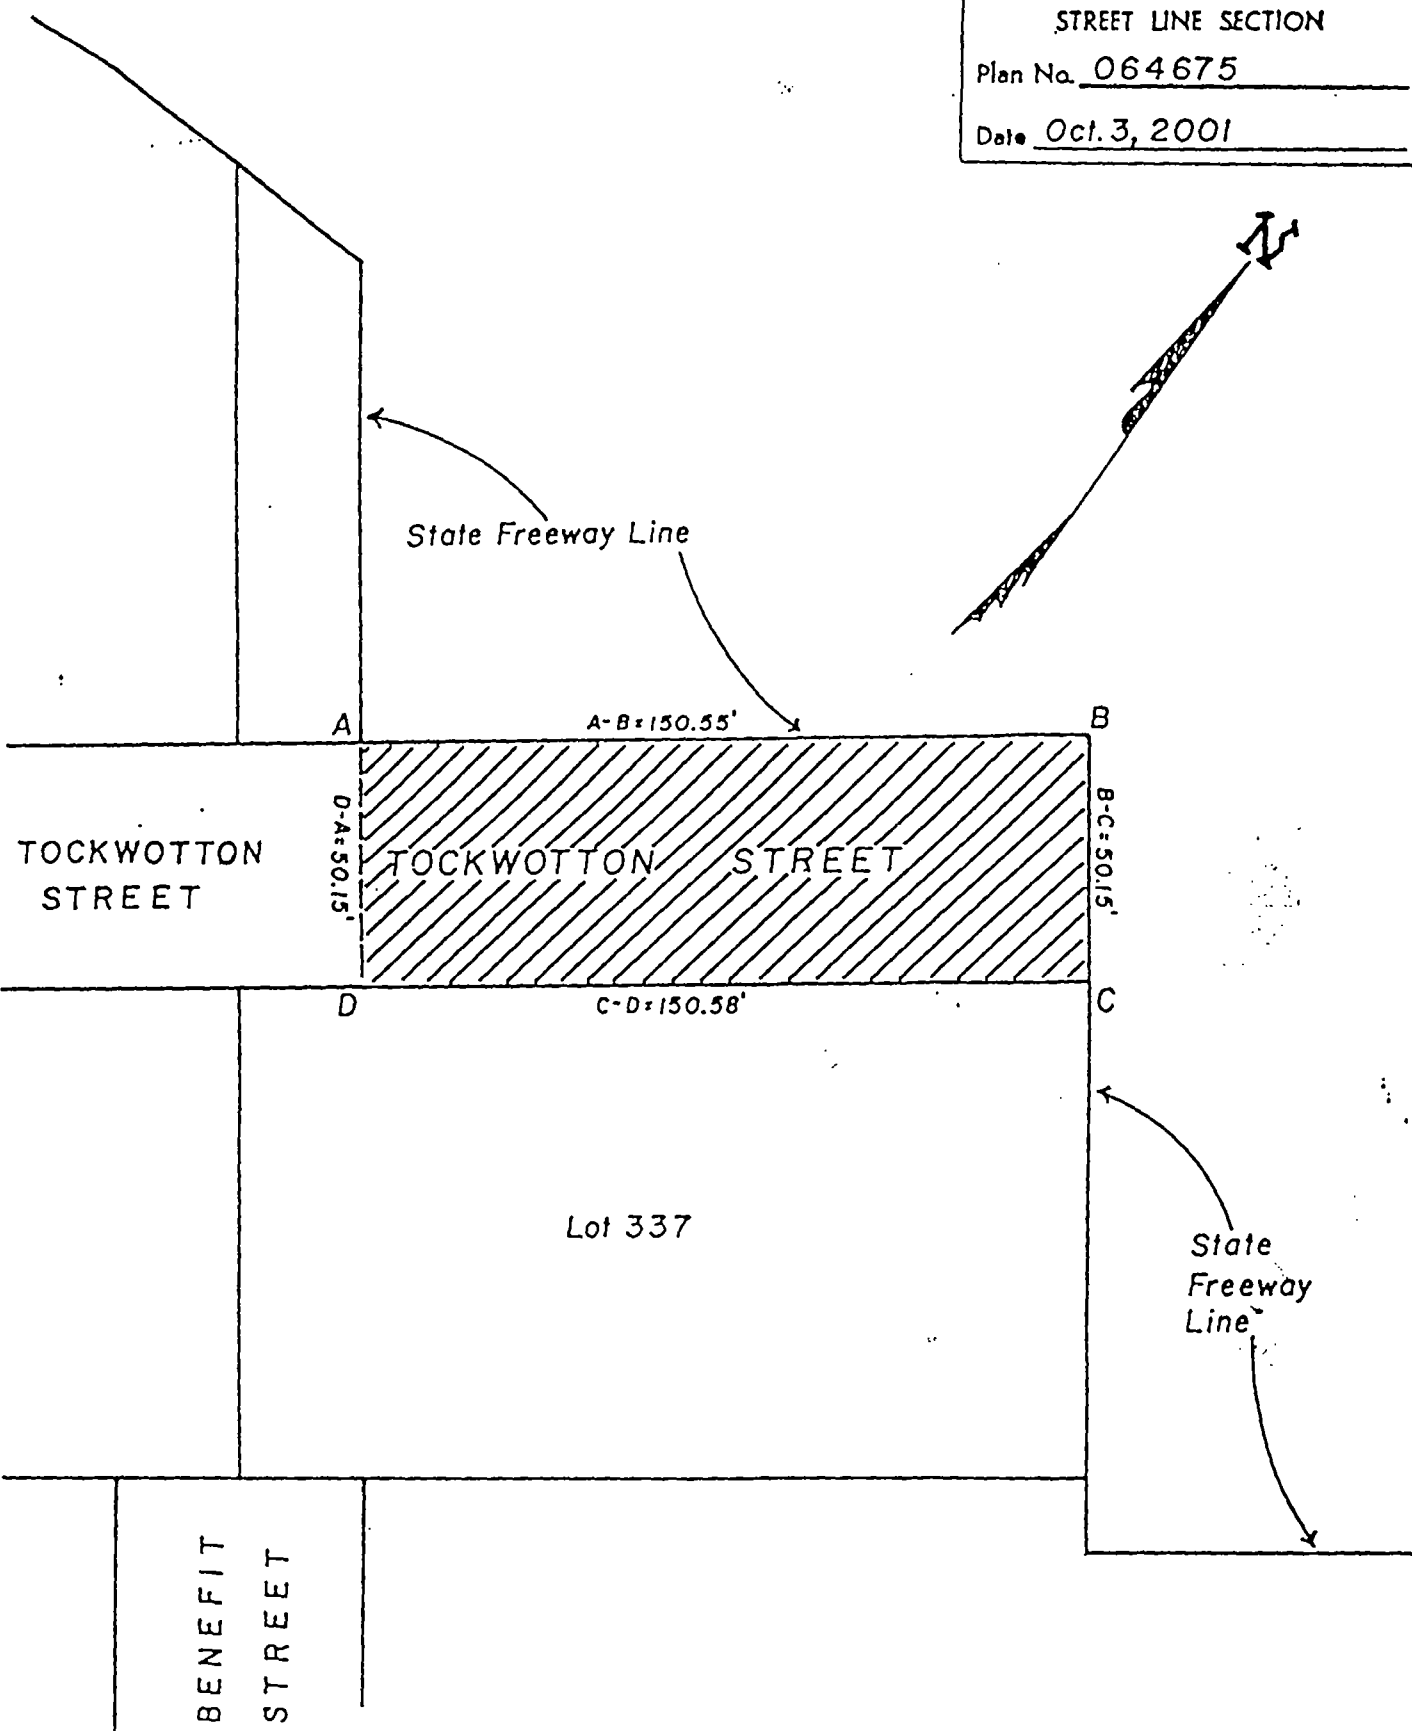 STREET LINE SECTION
Plan No. 064675
Date Oct. 3, 2001
N
State Freeway Line
A
A-B=150.55'
B
TOCKWOTTON
STREET
D-A=50.15'
TOCKWOTTON STREET
B-C=50.15'
D
C-D=150.58'
C
Lot 337
State
Freeway
Line
BENEFIT
STREET